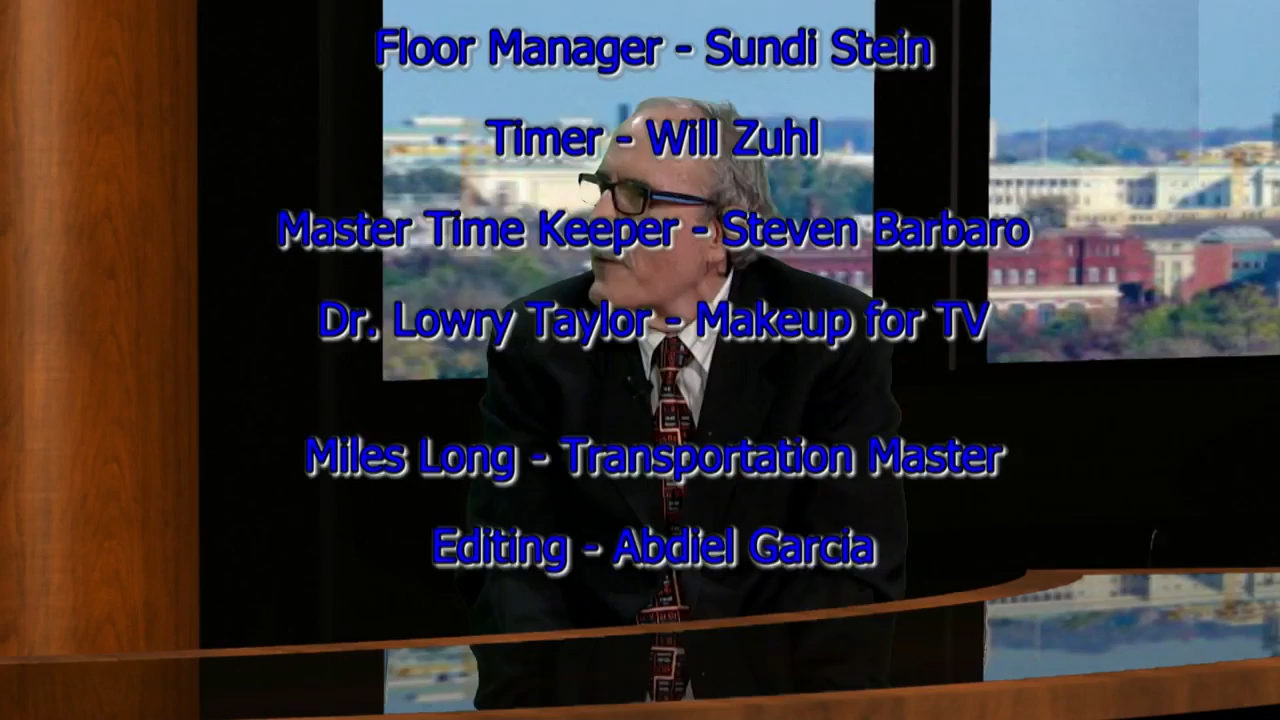 Floor Manager - Sundi Stein
Timer - Will Zuhl
Master Time Keeper - Steven Barbaro
Dr. Lowry Taylor - Makeup for TV
Miles Long - Transportation Master
Editing - Abdiel Garcia